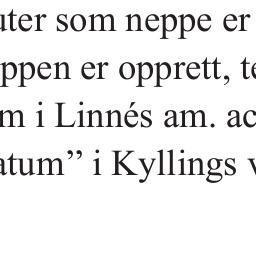 uter som neppe er
ppen er opprett, te
m i Linnés am. ac
atum” i Kyllings v